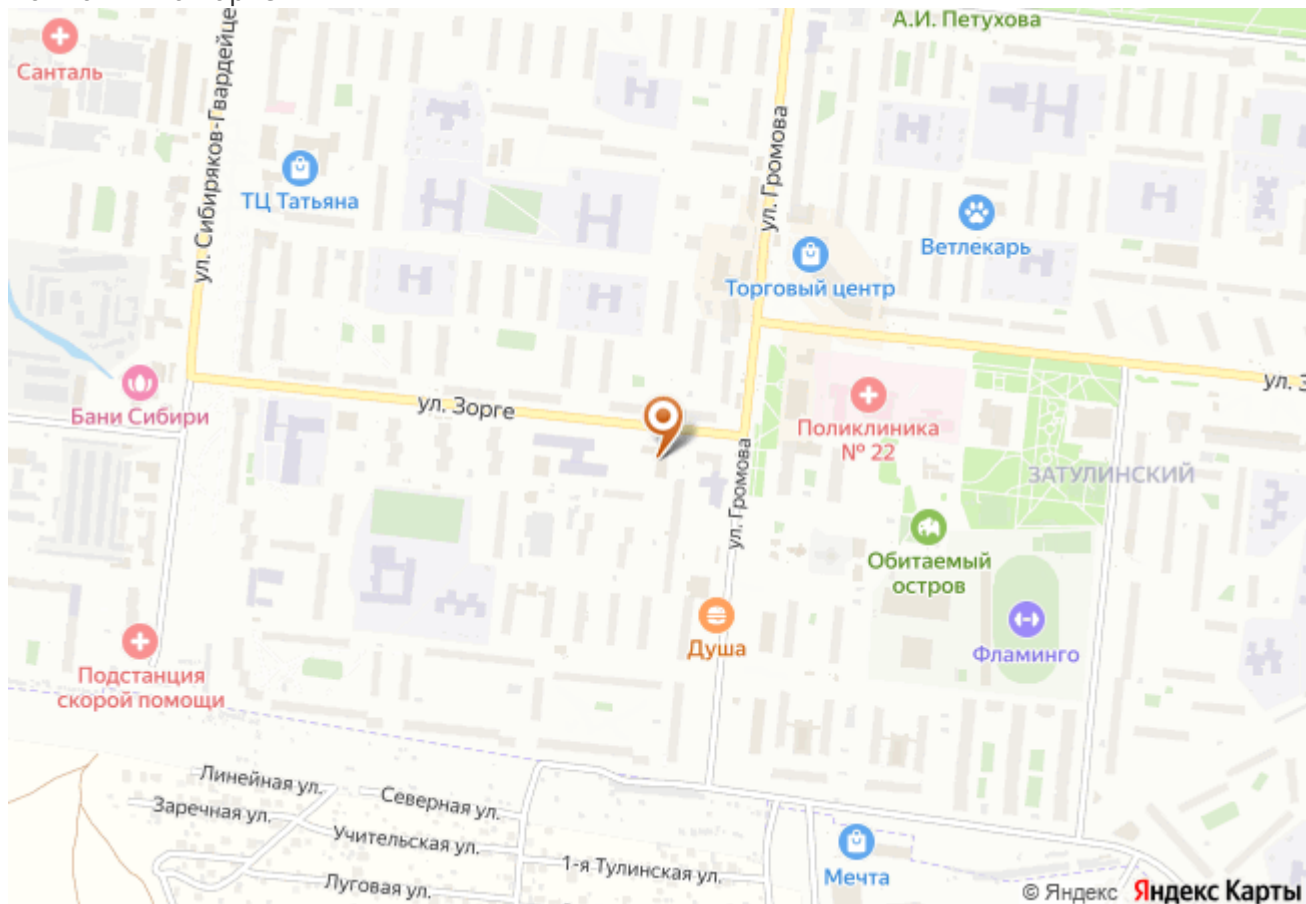 А.И. Петухова
Санталь
ул. Сибиряков-Гвардейце
ул. Громова
ТЦ Татьяна
Ветлекарь
Торговый центр
ул. З
Бани Сибири
ул. Зорге
Поликлиника
№ 22
ул. Громова
ЗАТУЛИНСКИЙ
Обитаемый
остров
Душа
Фламинго
Подстанция
скорой помощи
Линейная ул.
Северная ул.
Заречная ул.
Учительская ул.
1-я Тулинская ул.
Луговая ул.
Мечта
© Яндекс Яндекс Карты